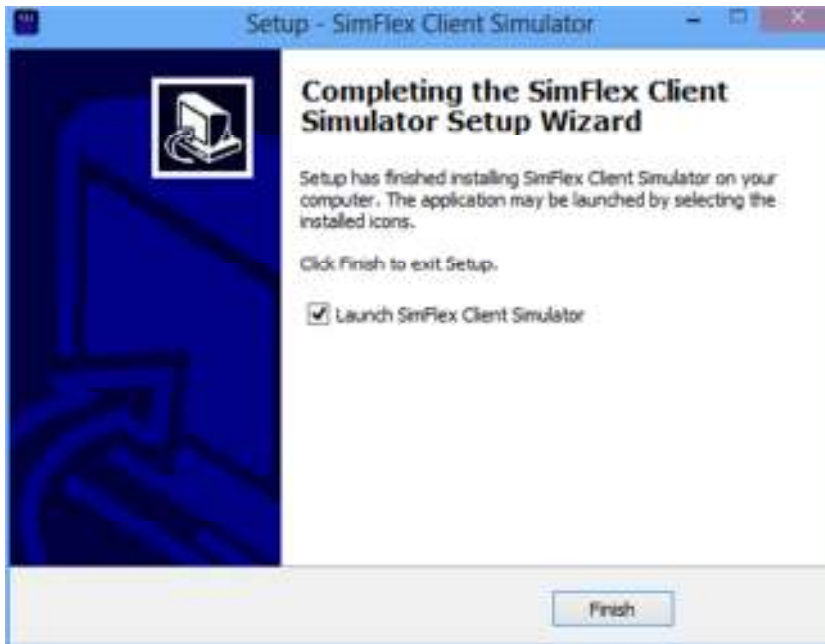 Setup - SimFlex Client Simulator
Completing the SimFlex Client
Simulator Setup Wizard
Setup has finished installing SimFlex Client Simulator on your
computer. The application may be launched by selecting the
installed icons.
Click Finish to exit Setup.
Launch SimFlex Client Simulator
Finish